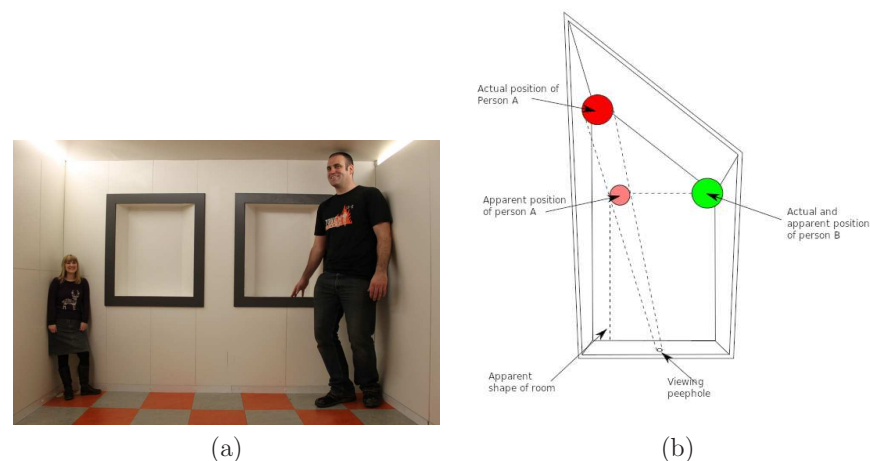 Actual position of
Person A
Apparent position
of person A
Actual and
apparent position
of person B
Apparent
shape of room
Viewing
peephole
(a)
(b)